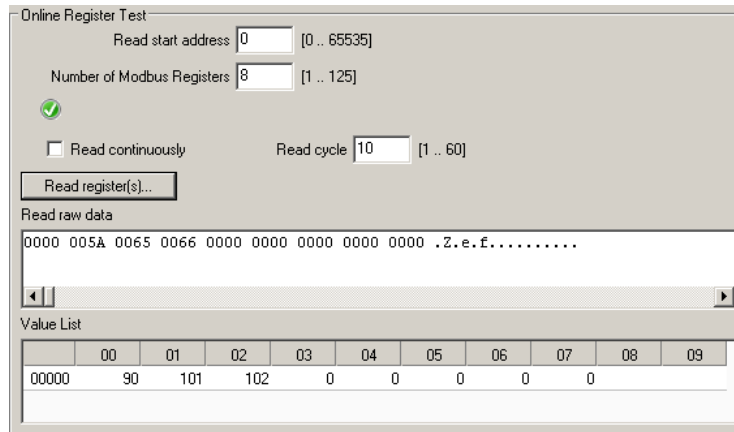 Online Register Test
Read start address 0 [0 .. 65535]
Number of Modbus Registers 8 [1 .. 125]
Read continuously Read cycle 10 [1 .. 60]
Read register(s)...
Read raw data
0000 005A 0065 0066 0000 0000 0000 0000 0000 .Z.e.f..........
Value List
00 01 02 03 04 05 06 07 08 09
00000 90 101 102 0 0 0 0 0